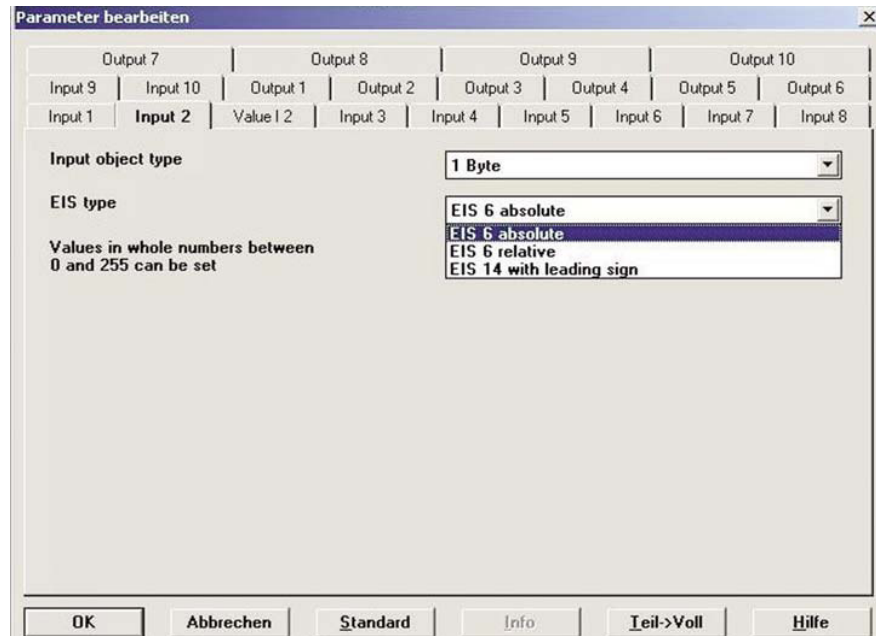 Parameter bearbeiten
Output 7 Output 8 Output 9 Output 10
Input 9 Input 10 Output 1 Output 2 Output 3 Output 4 Output 5 Output 6
Input 1 Input 2 Value I 2 Input 3 Input 4 Input 5 Input 6 Input 7 Input 8
Input object type 1 Byte
EIS type EIS 6 absolute
EIS 6 absolute
EIS 6 relative
EIS 14 with leading sign
Values in whole numbers between
0 and 255 can be set
OK Abbrechen Standard Info Teil->Voll Hilfe